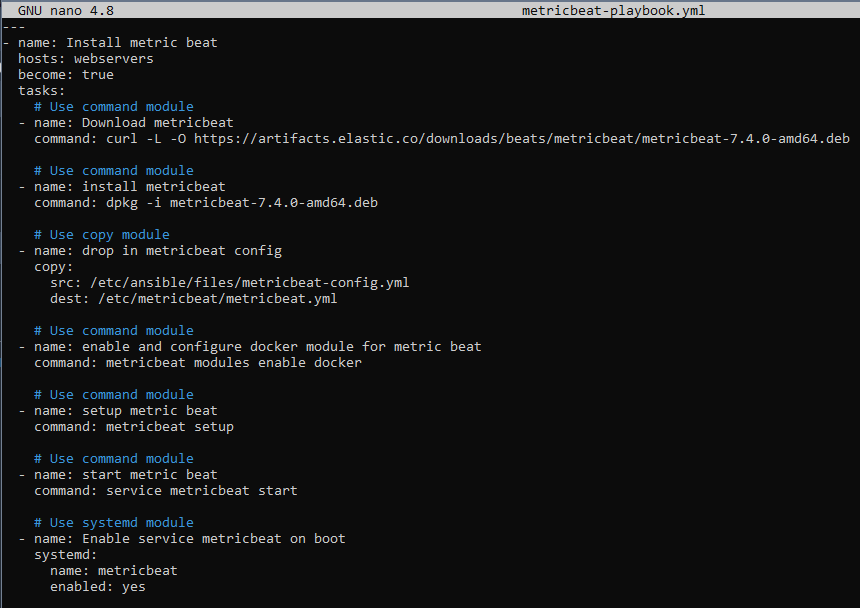 GNU nano 4.8 metricbeat-playbook.yml
---
- name: Install metric beat
  hosts: webservers
  become: true
  tasks:
    # Use command module
  - name: Download metricbeat
    command: curl -L -O https://artifacts.elastic.co/downloads/beats/metricbeat/metricbeat-7.4.0-amd64.deb

    # Use command module
  - name: install metricbeat
    command: dpkg -i metricbeat-7.4.0-amd64.deb

    # Use copy module
  - name: drop in metricbeat config
    copy:
      src: /etc/ansible/files/metricbeat-config.yml
      dest: /etc/metricbeat/metricbeat.yml

    # Use command module
  - name: enable and configure docker module for metric beat
    command: metricbeat modules enable docker

    # Use command module
  - name: setup metric beat
    command: metricbeat setup

    # Use command module
  - name: start metric beat
    command: service metricbeat start

    # Use systemd module
  - name: Enable service metricbeat on boot
    systemd:
      name: metricbeat
      enabled: yes